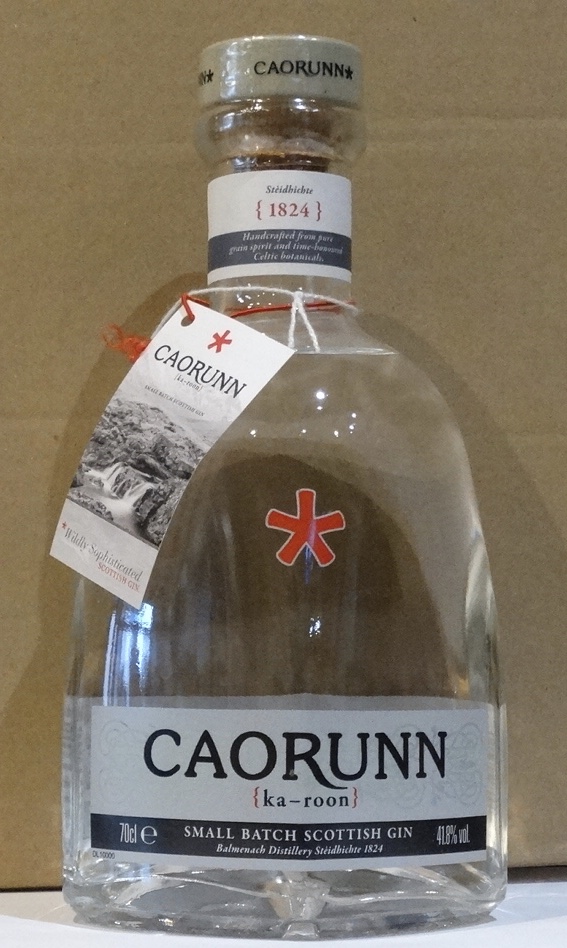 CAORUNN*
Stèidhichte
{ 1824 }
Handcrafted from pure
grain spirit and time-honoured
Celtic botanicals.
CAORUNN
{ka-roon}
SMALL BATCH SCOTTISH GIN
*Wildly Sophisticated
SCOTTISH GIN.
CAORUNN
{ka-roon}
70cl e SMALL BATCH SCOTTISH GIN 41.8% vol.
Balmenach Distillery Stèidhichte 1824